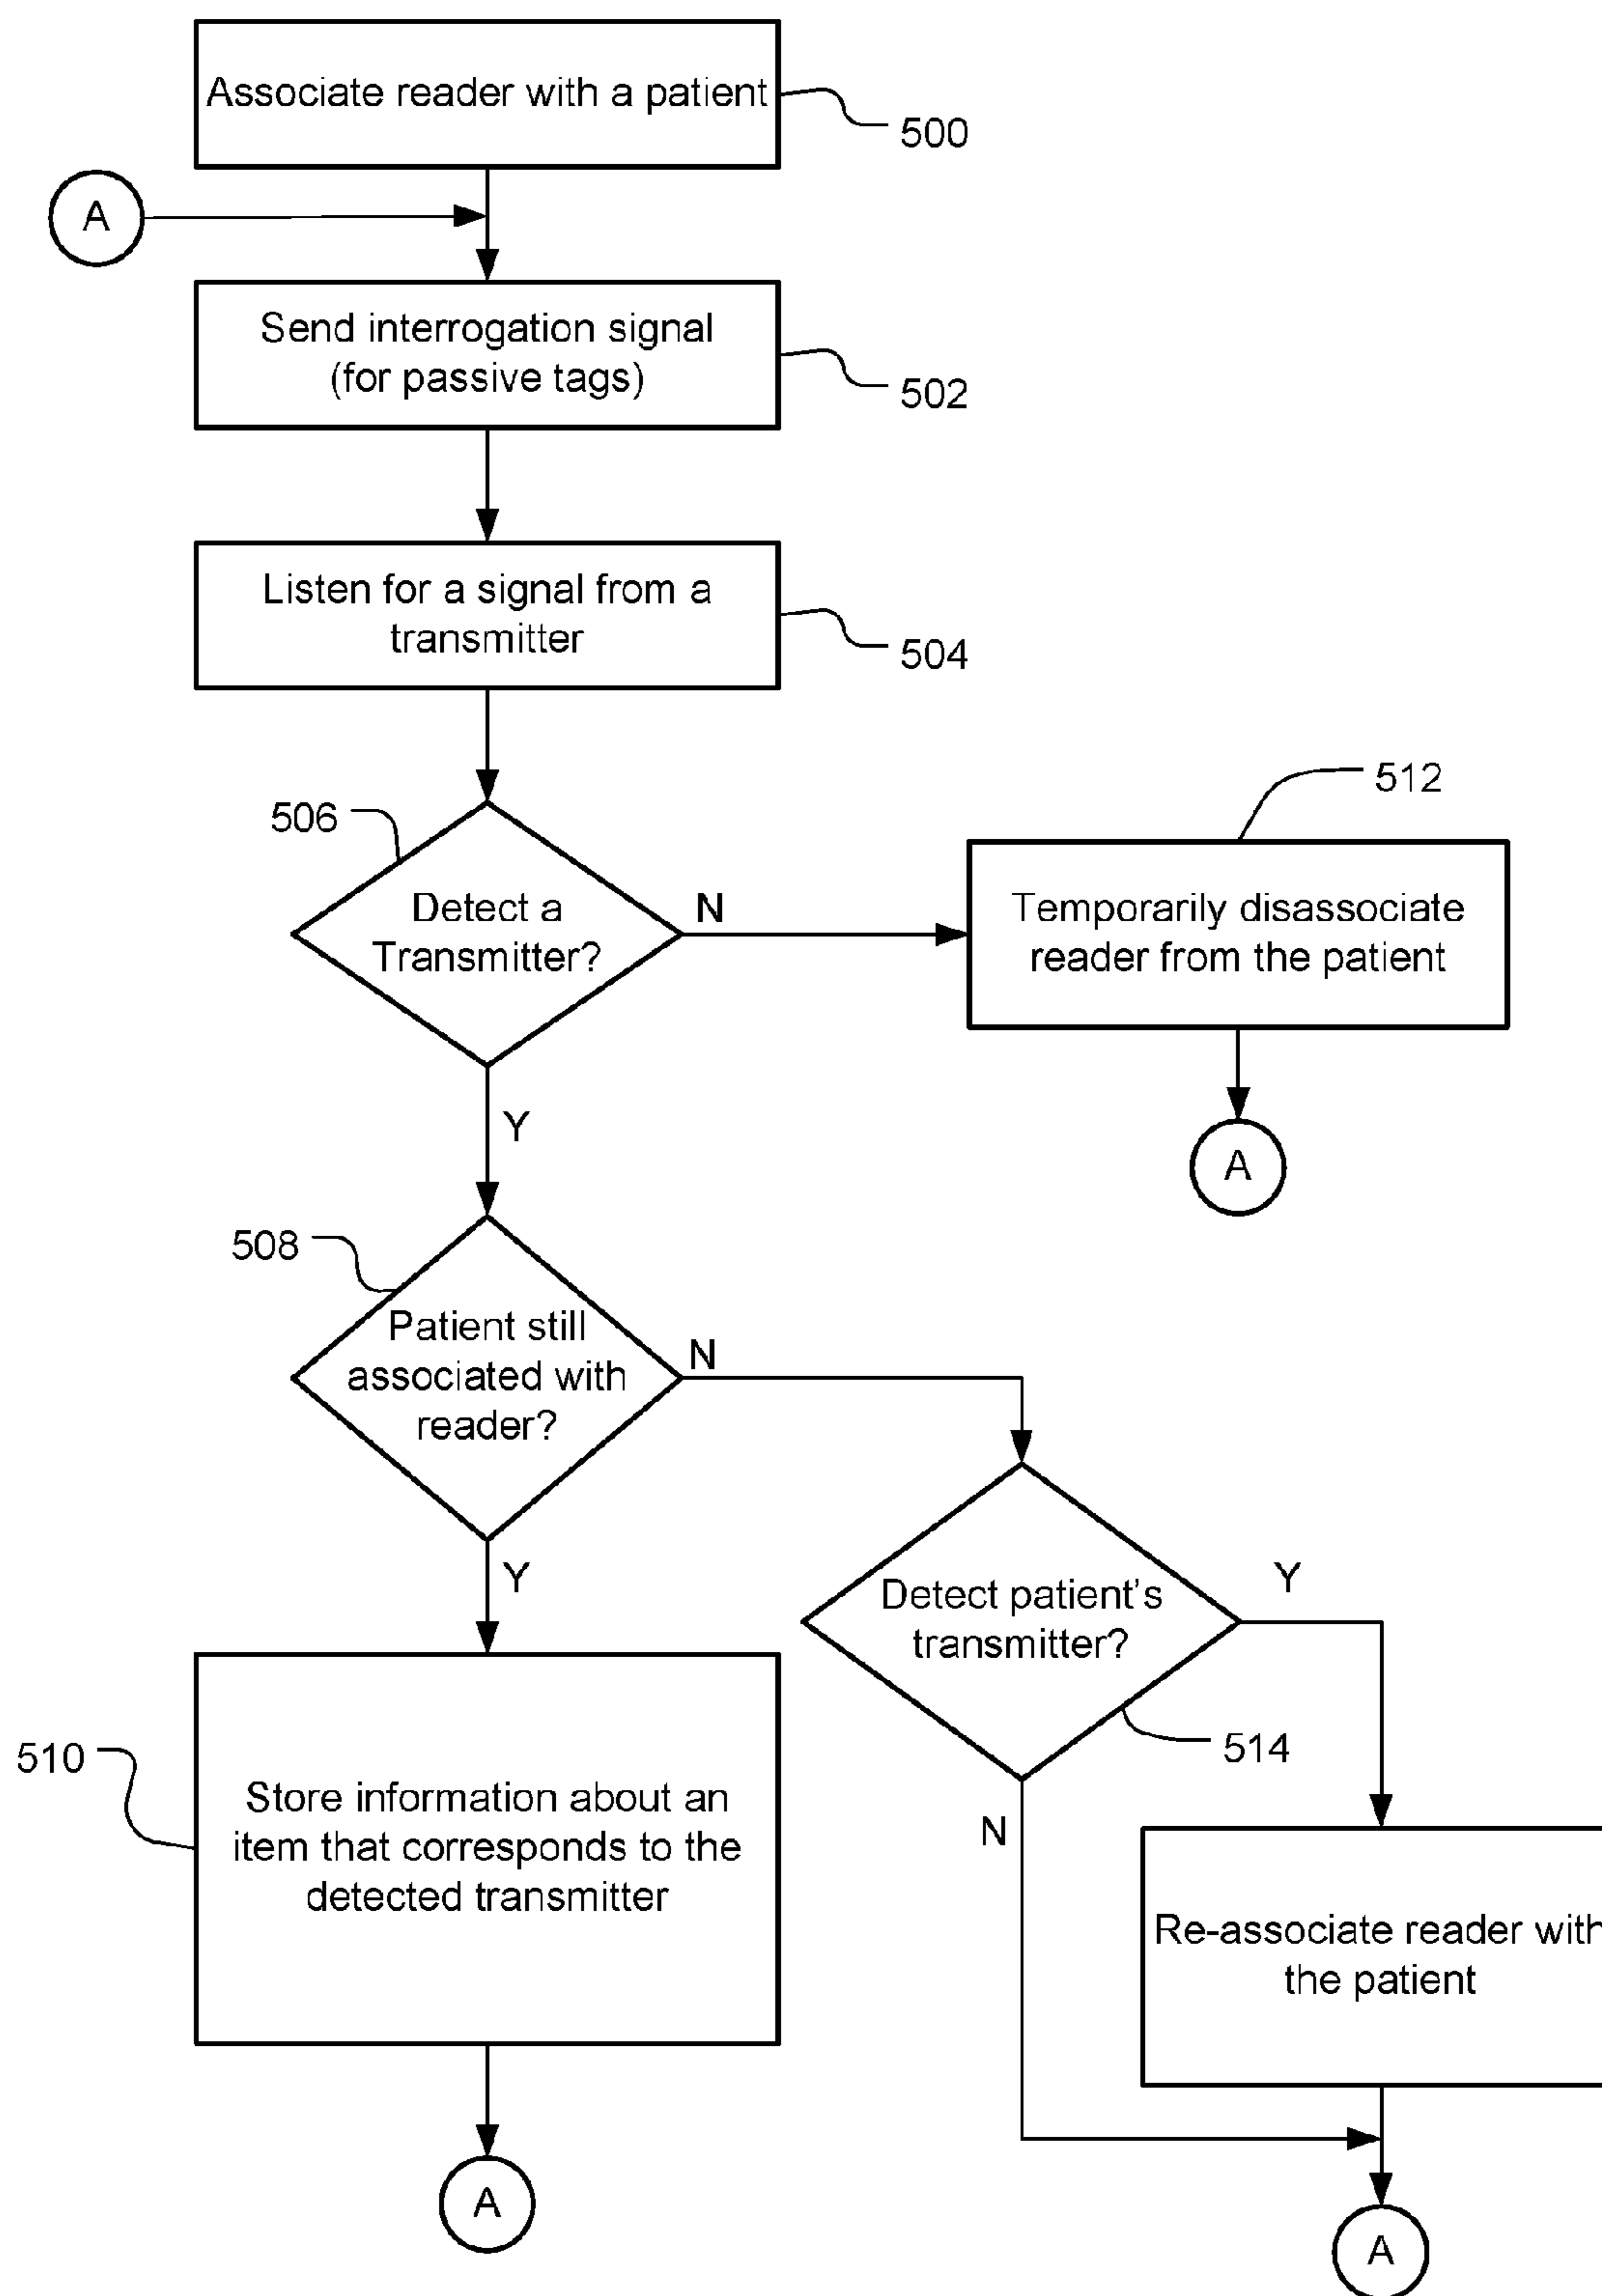 Associate reader with a patient
500
A
Send interrogation signal
(for passive tags)
502
Listen for a signal from a
transmitter
504
506
Detect a
Transmitter?
N
512
Temporarily disassociate
reader from the patient
Y
A
508
Patient still
associated with
reader?
N
Y
Detect patient's
transmitter?
Y
514
510
Store information about an
item that corresponds to the
detected transmitter
N
Re-associate reader with
the patient
A
A